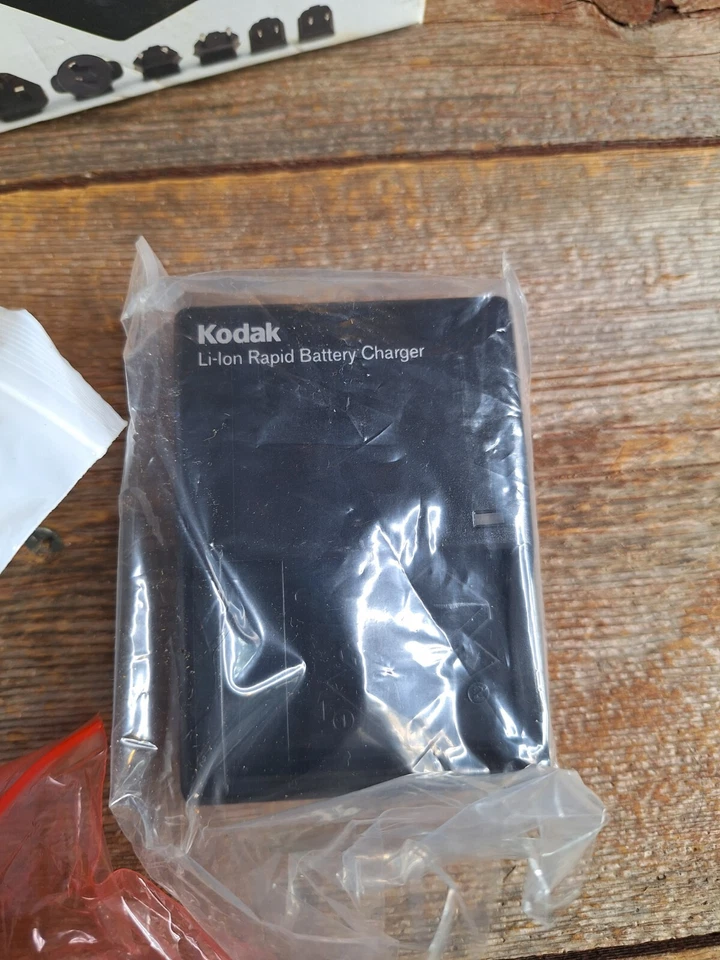 Kodak
Li-Ion Rapid Battery Charger